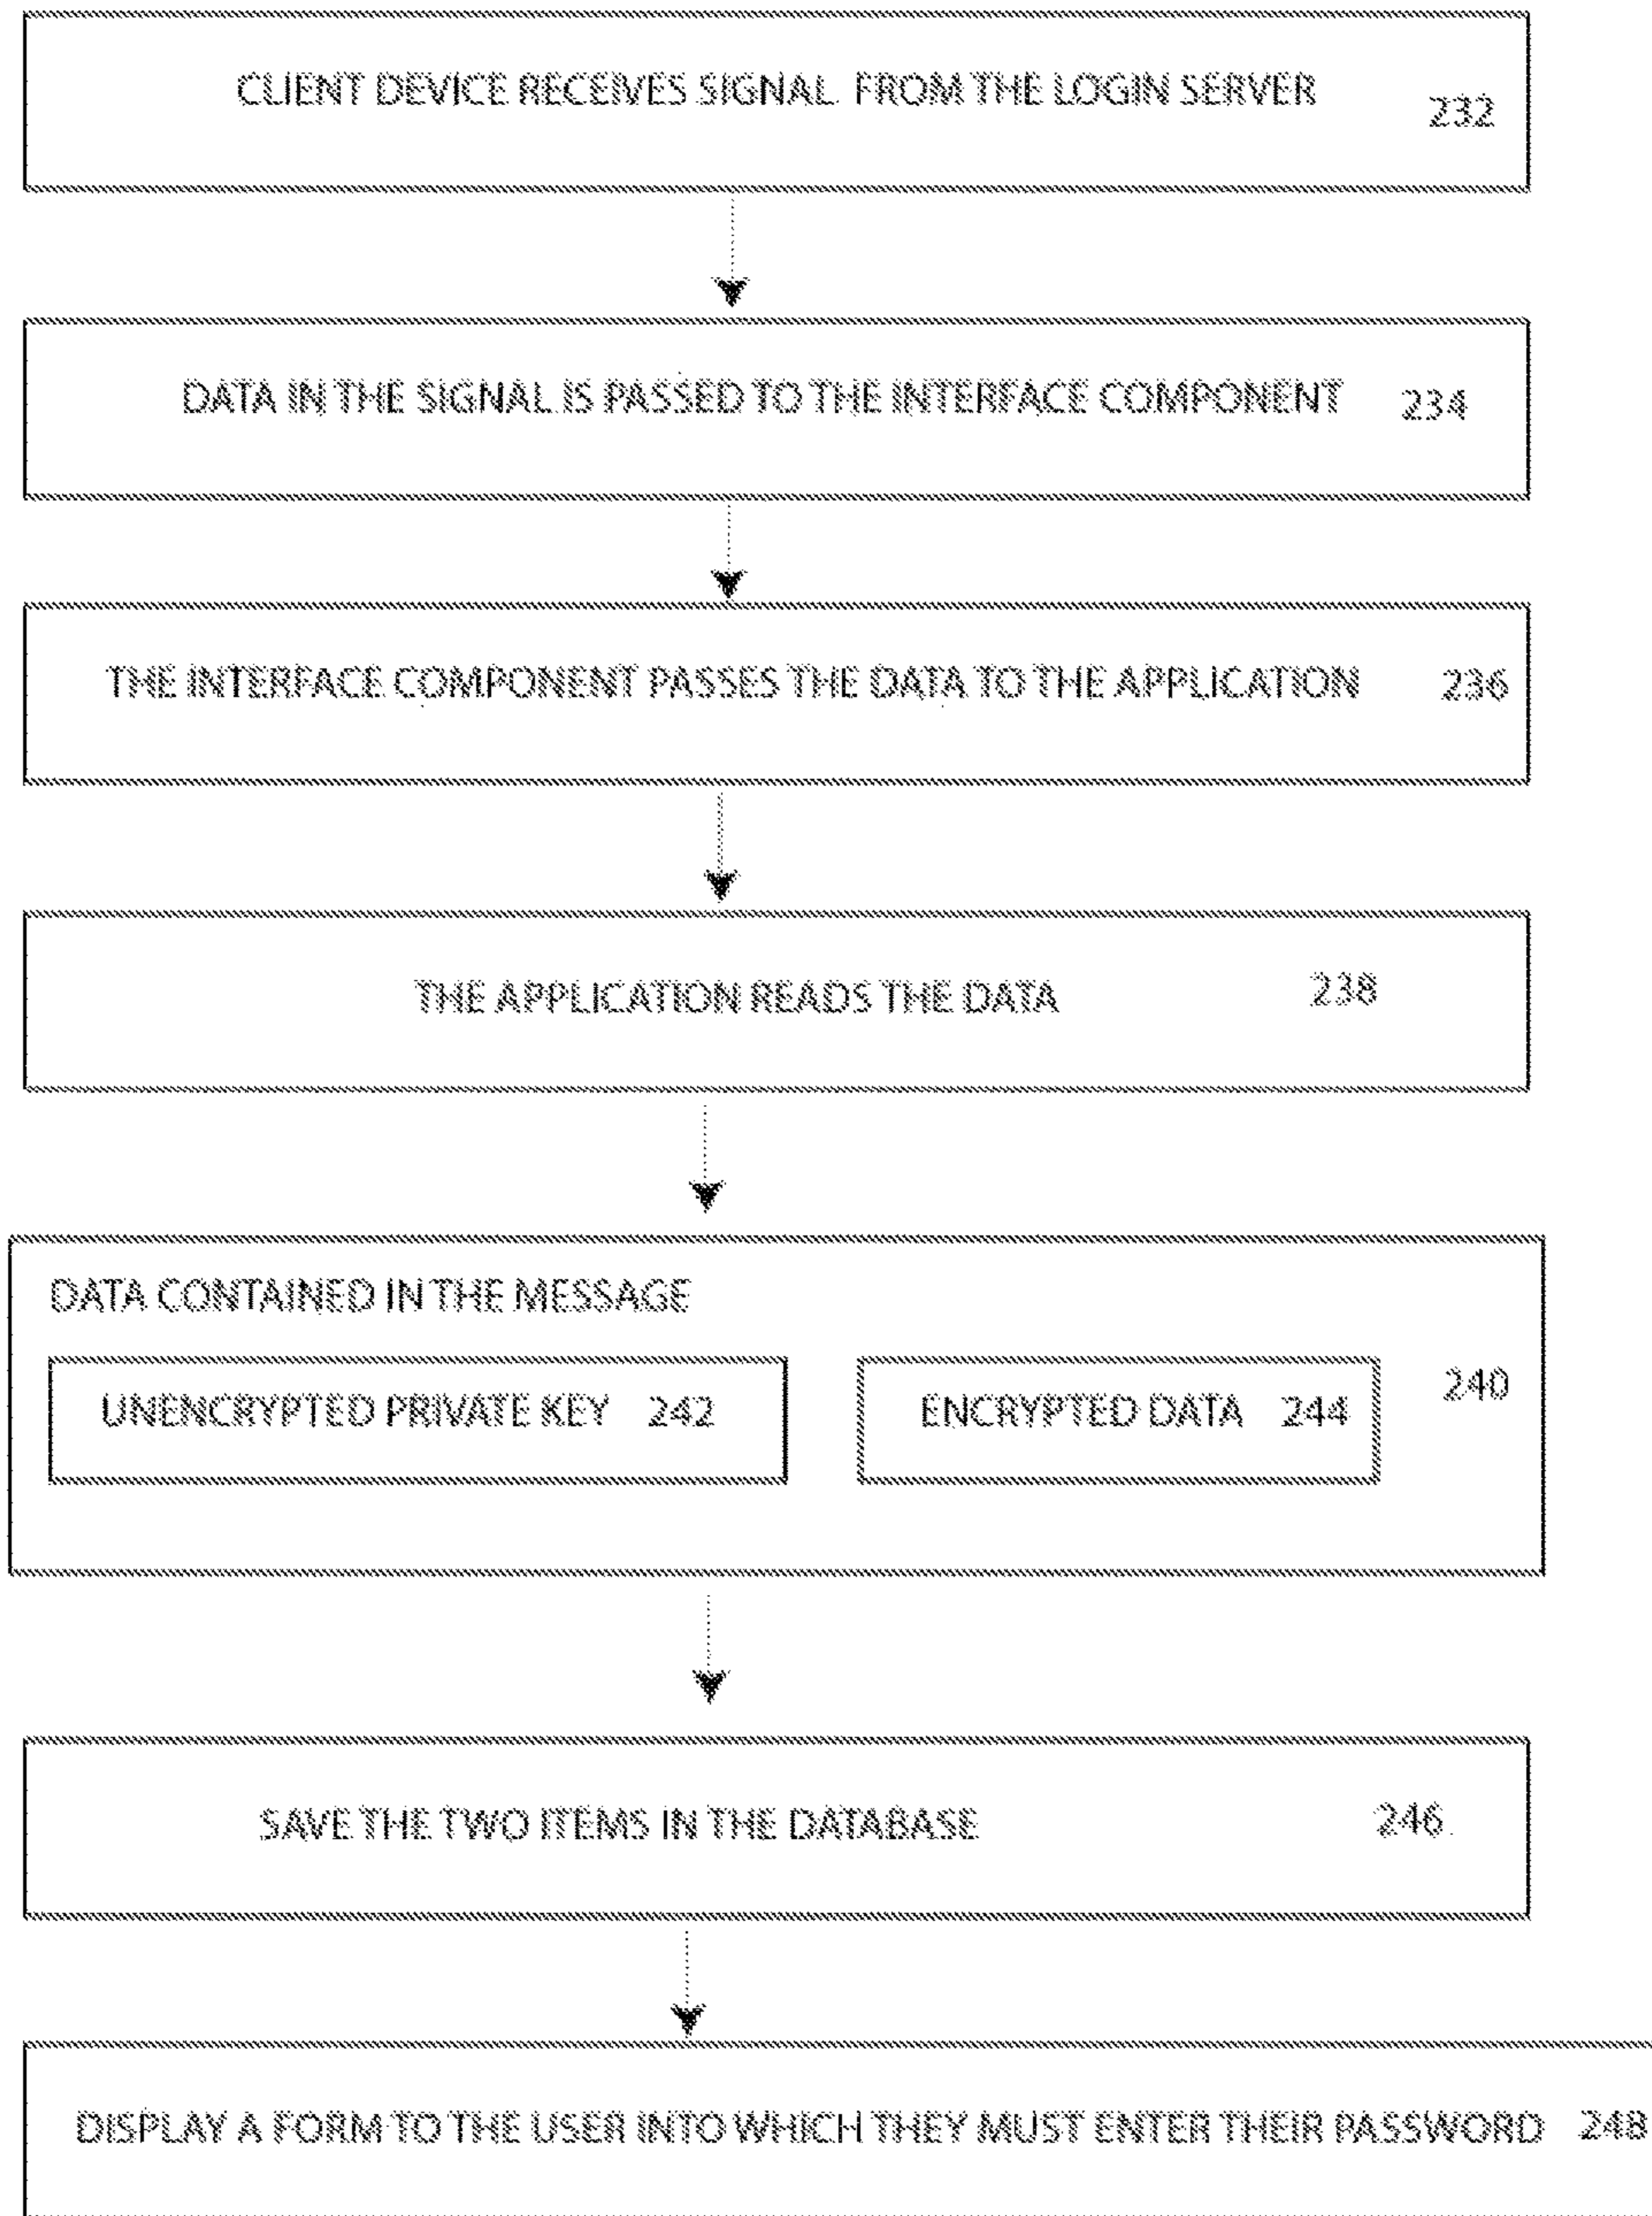 CLIENT DEVICE RECEIVES SIGNAL FROM THE LOGIN SERVER 232
DATA IN THE SIGNAL IS PASSED TO THE INTERFACE COMPONENT 234
THE INTERFACE COMPONENT PASSES THE DATA TO THE APPLICATION 236
THE APPLICATION READS THE DATA 238
DATA CONTAINED IN THE MESSAGE
240
UNENCRYPTED PRIVATE KEY 242
ENCRYPTED DATA 244
SAVE THE TWO ITEMS IN THE DATABASE 246
DISPLAY A FORM TO THE USER INTO WHICH THEY MUST ENTER THEIR PASSWORD 248